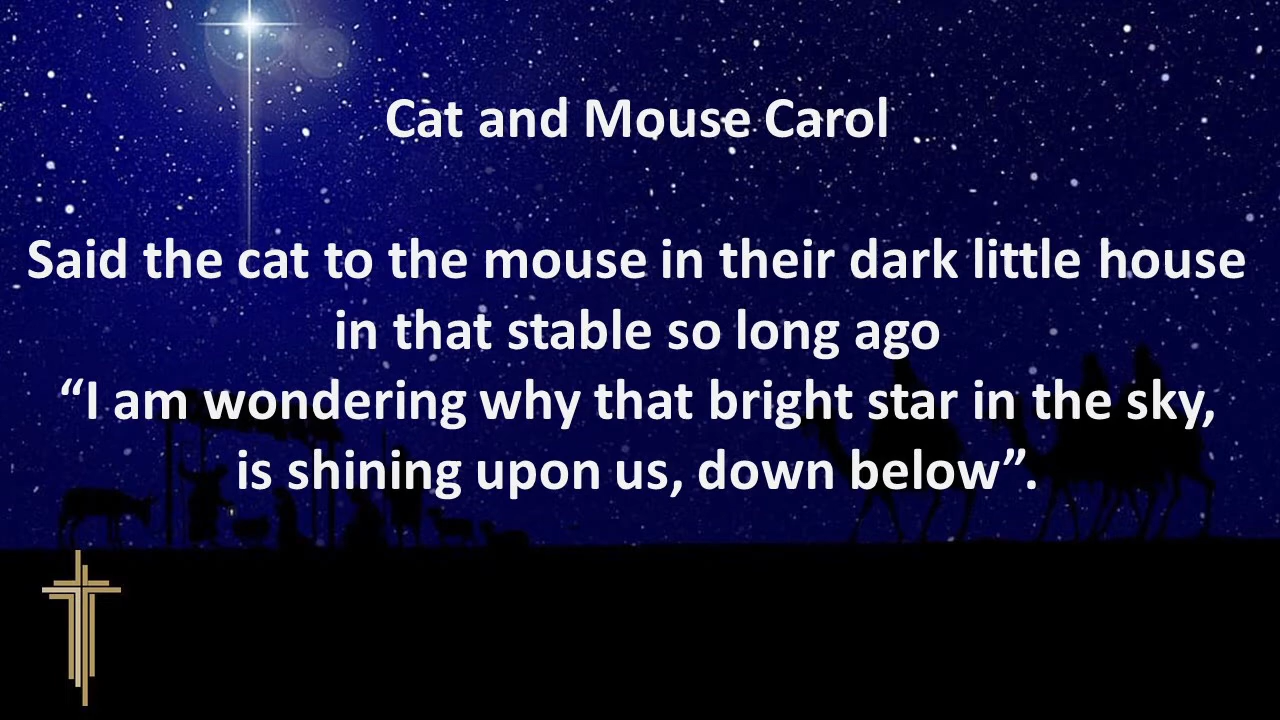 Cat and Mouse Carol
Said the cat to the mouse in their dark little house
in that stable so long ago
“I am wondering why that bright star in the sky,
is shining upon us, down below”.